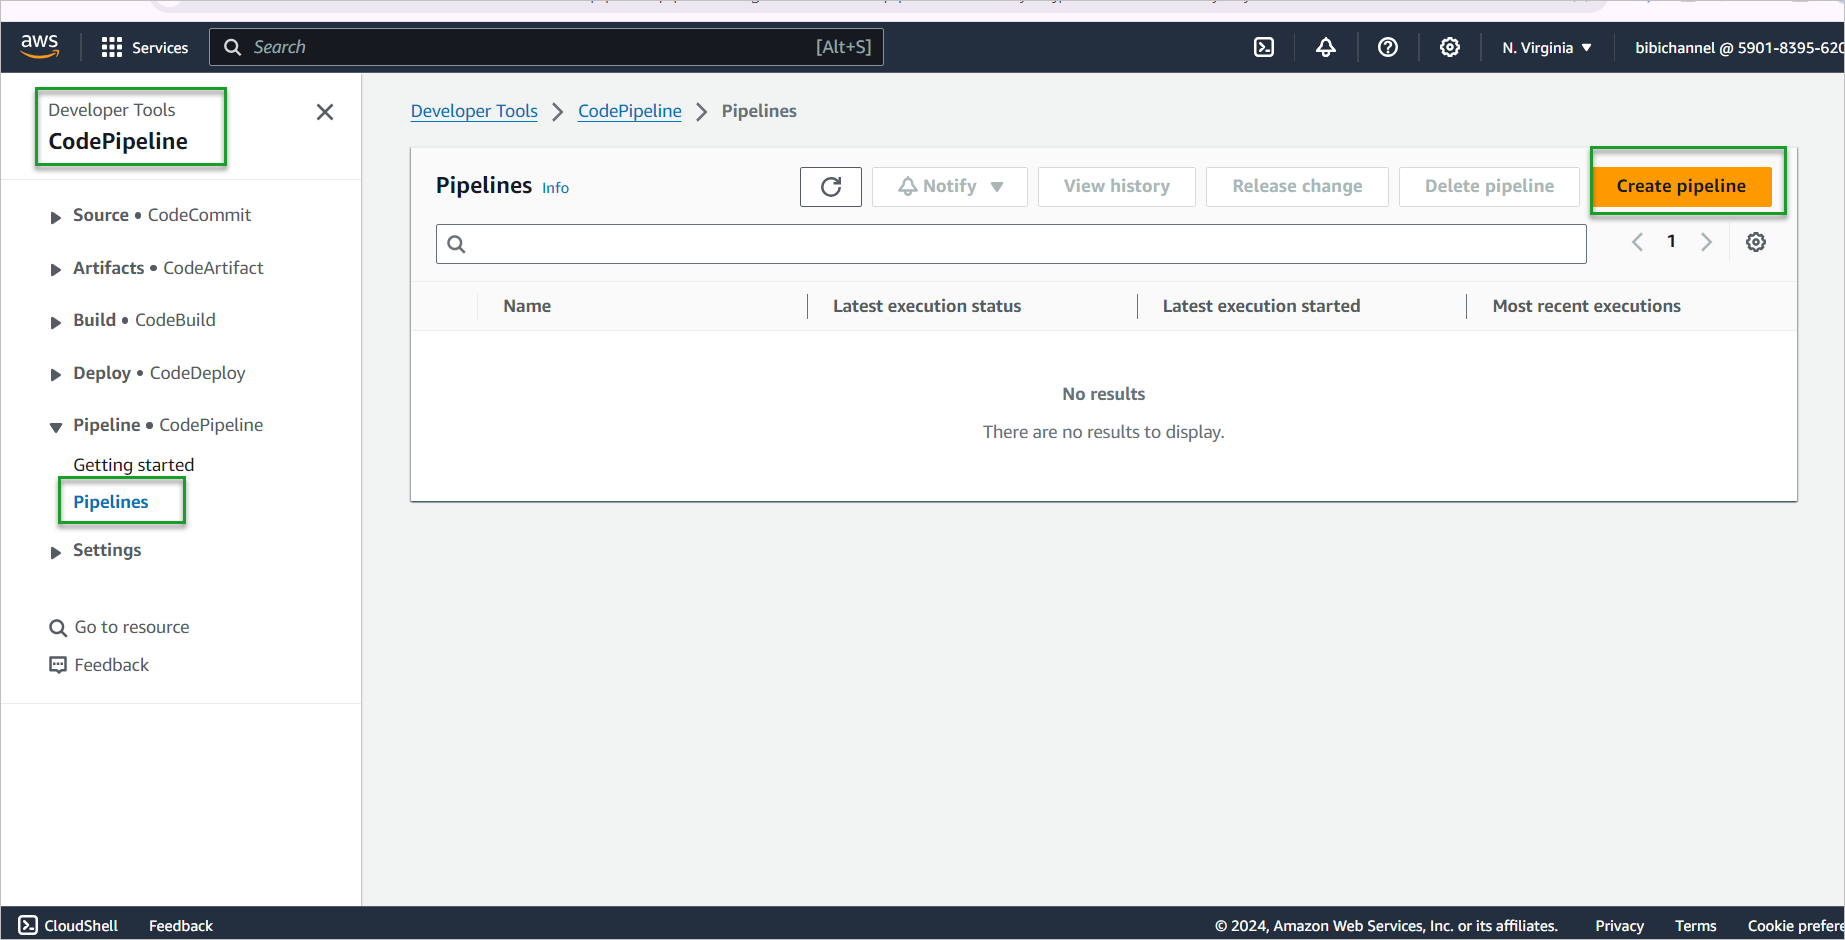 aws
Services
Search
[Alt+S]
N. Virginia
bibichannel @ 5901-8395-620
Developer Tools
CodePipeline
Source • CodeCommit
Artifacts • CodeArtifact
Build • CodeBuild
Deploy • CodeDeploy
Pipeline • CodePipeline
Getting started
Pipelines
Settings
Go to resource
Feedback
Developer Tools > CodePipeline > Pipelines
Pipelines Info
Notify
View history
Release change
Delete pipeline
Create pipeline
1
Name
Latest execution status
Latest execution started
Most recent executions
No results
There are no results to display.
CloudShell
Feedback
© 2024, Amazon Web Services, Inc. or its affiliates.
Privacy
Terms
Cookie prefere